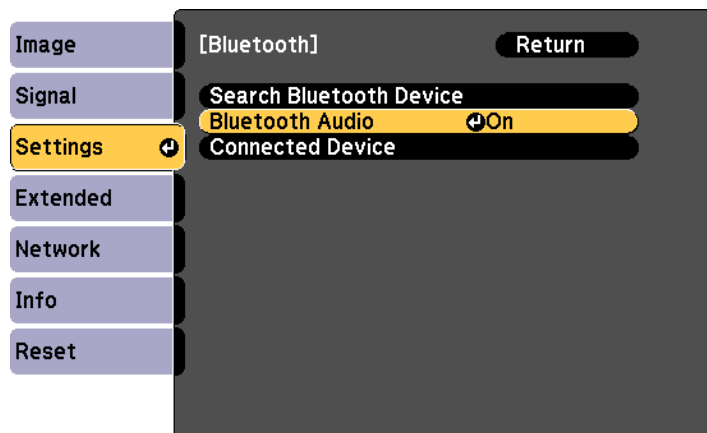 Image
Signal
Settings
Extended
Network
Info
Reset
[Bluetooth] Return
Search Bluetooth Device
Bluetooth Audio On
Connected Device